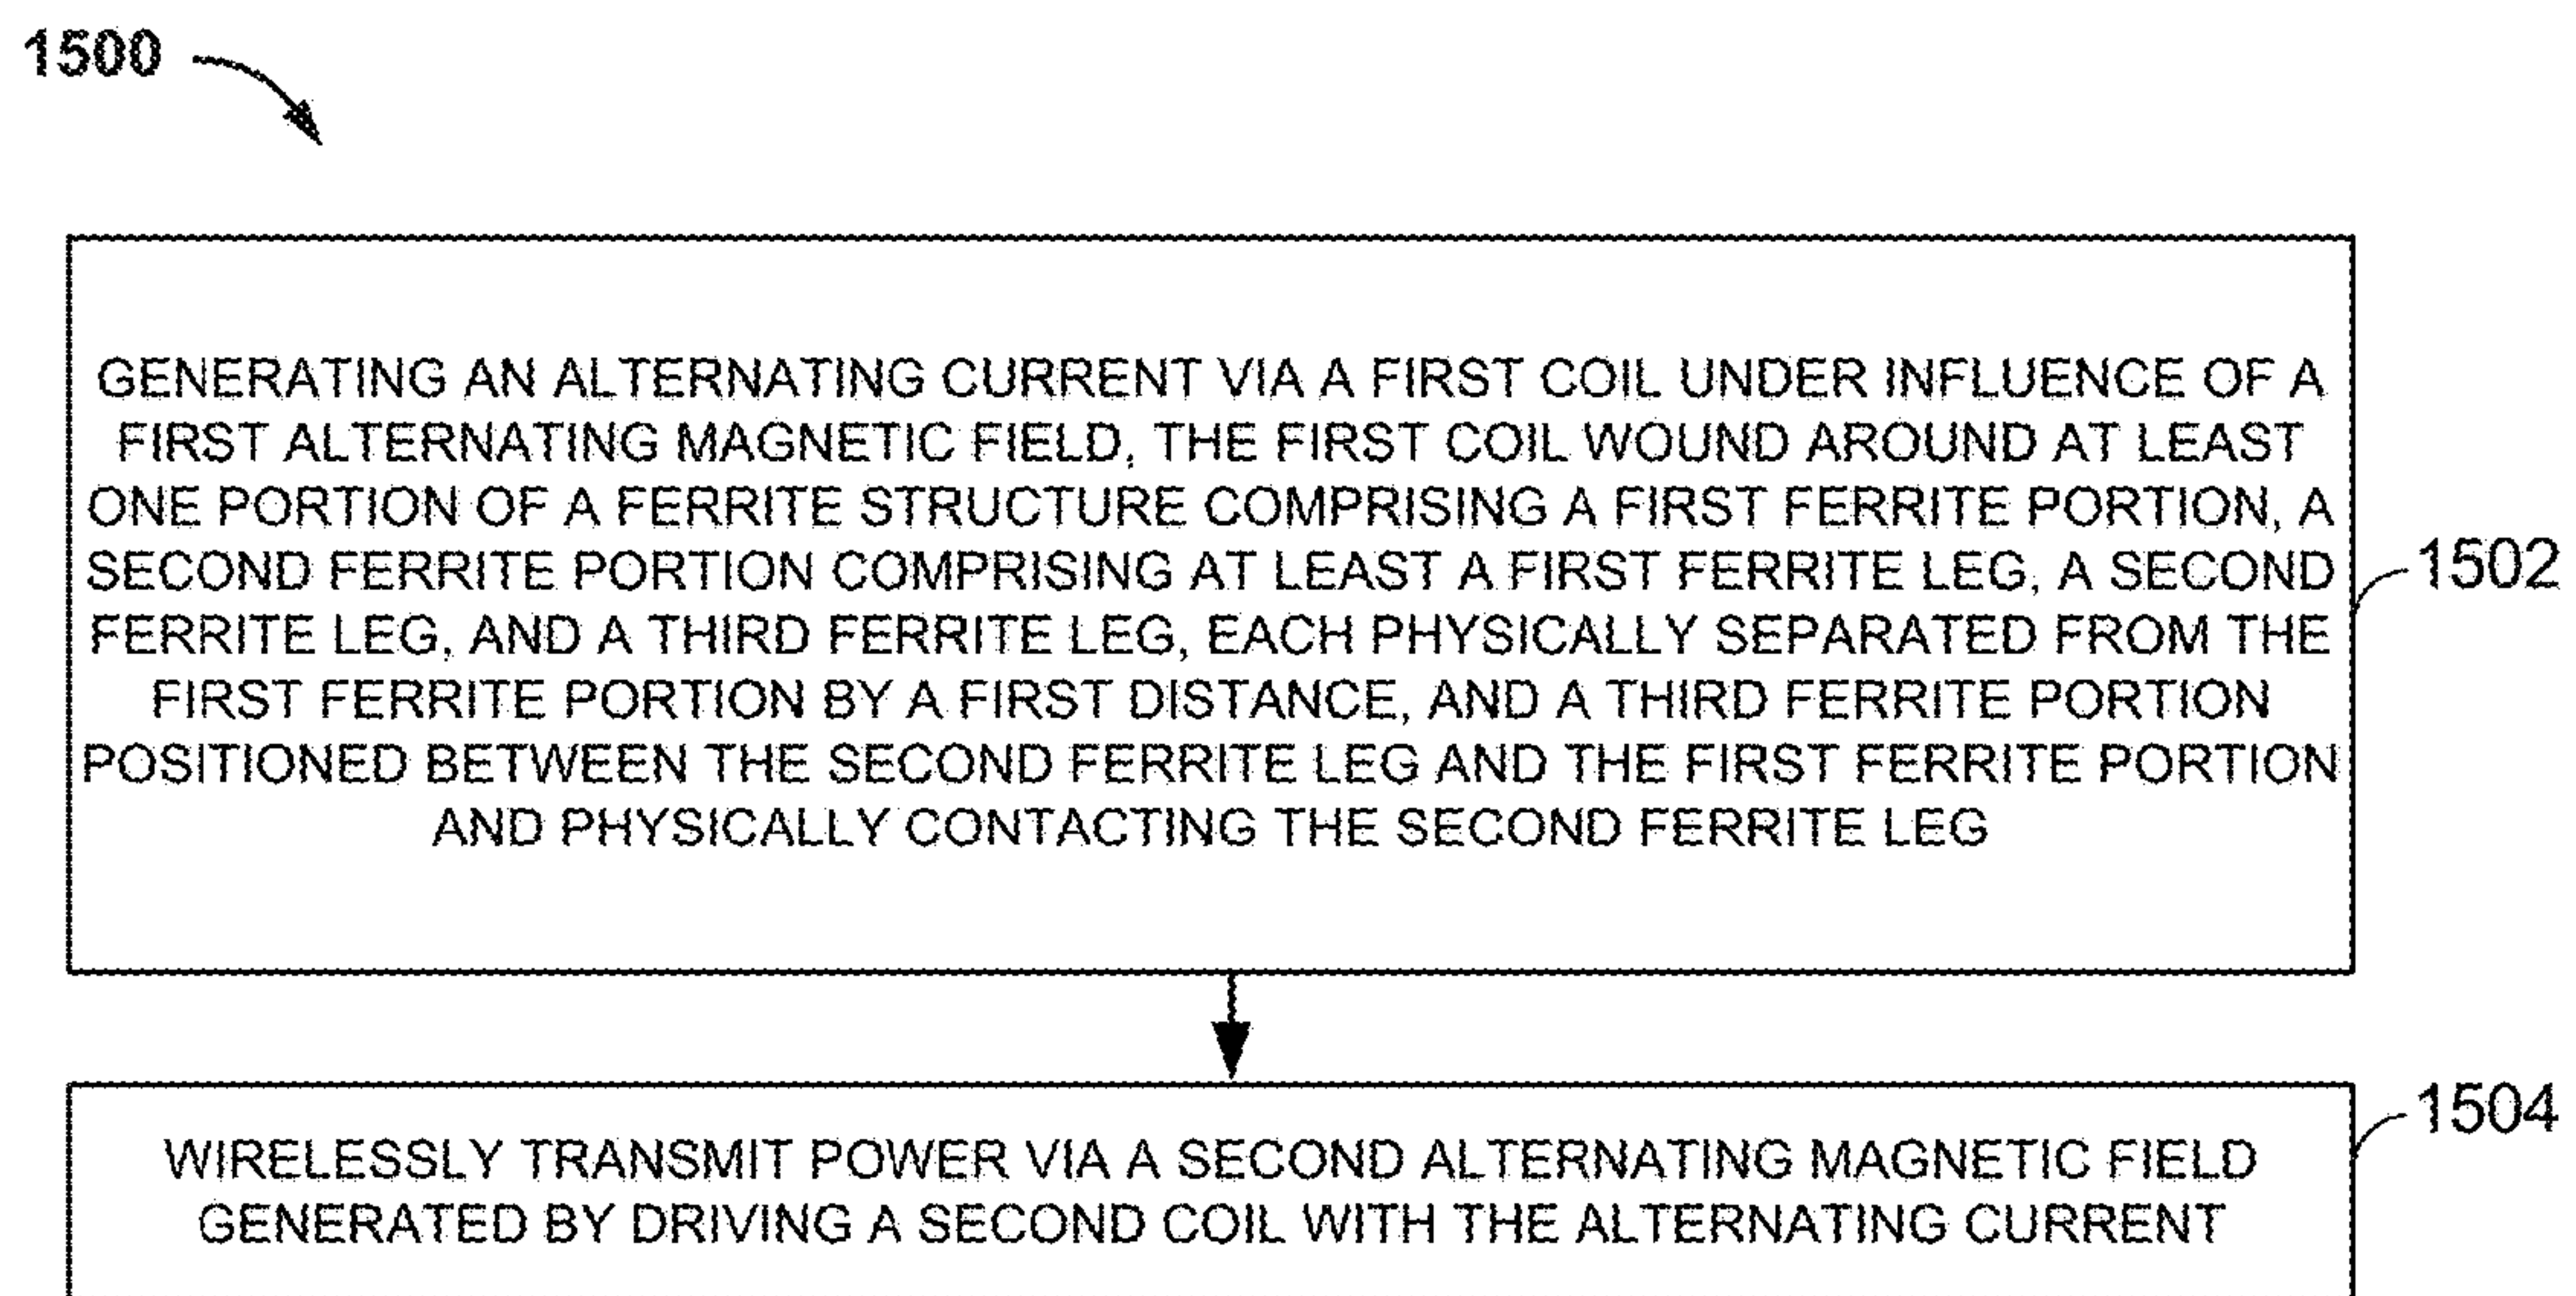 1500
GENERATING AN ALTERNATING CURRENT VIA A FIRST COIL UNDER INFLUENCE OF A
FIRST ALTERNATING MAGNETIC FIELD, THE FIRST COIL WOUND AROUND AT LEAST
ONE PORTION OF A FERRITE STRUCTURE COMPRISING A FIRST FERRITE PORTION, A
SECOND FERRITE PORTION COMPRISING AT LEAST A FIRST FERRITE LEG, A SECOND
FERRITE LEG, AND A THIRD FERRITE LEG, EACH PHYSICALLY SEPARATED FROM THE
FIRST FERRITE PORTION BY A FIRST DISTANCE, AND A THIRD FERRITE PORTION
POSITIONED BETWEEN THE SECOND FERRITE LEG AND THE FIRST FERRITE PORTION
AND PHYSICALLY CONTACTING THE SECOND FERRITE LEG
1502
1504
WIRELESSLY TRANSMIT POWER VIA A SECOND ALTERNATING MAGNETIC FIELD
GENERATED BY DRIVING A SECOND COIL WITH THE ALTERNATING CURRENT